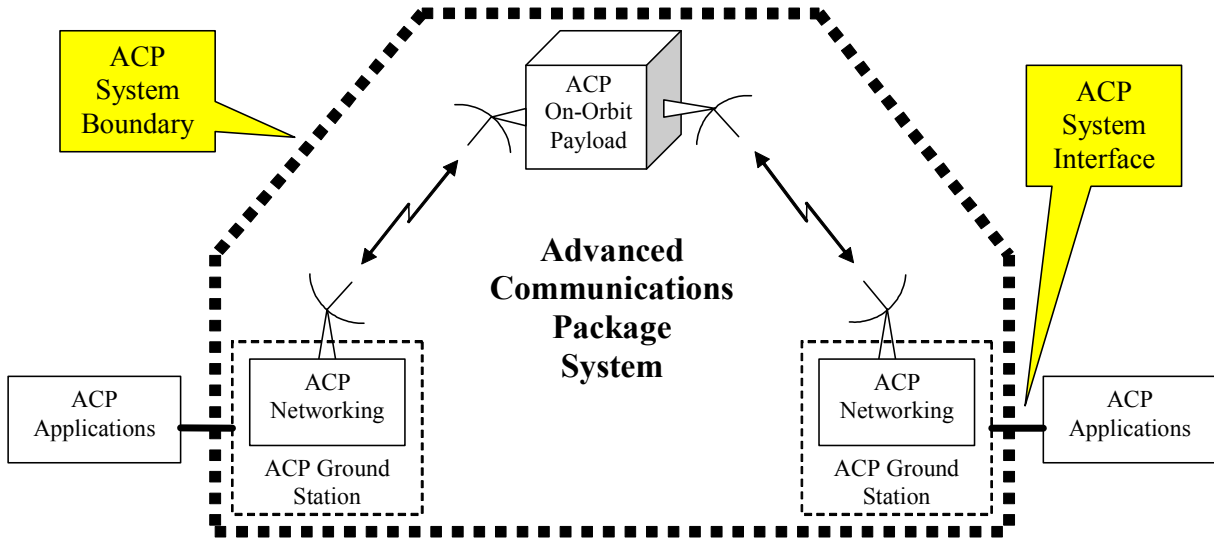 ACP
System
Boundary
ACP
On-Orbit
Payload
ACP
System
Interface
Advanced
Communications
Package
System
ACP
Applications
ACP
Networking
ACP Ground
Station
ACP
Networking
ACP Ground
Station
ACP
Applications